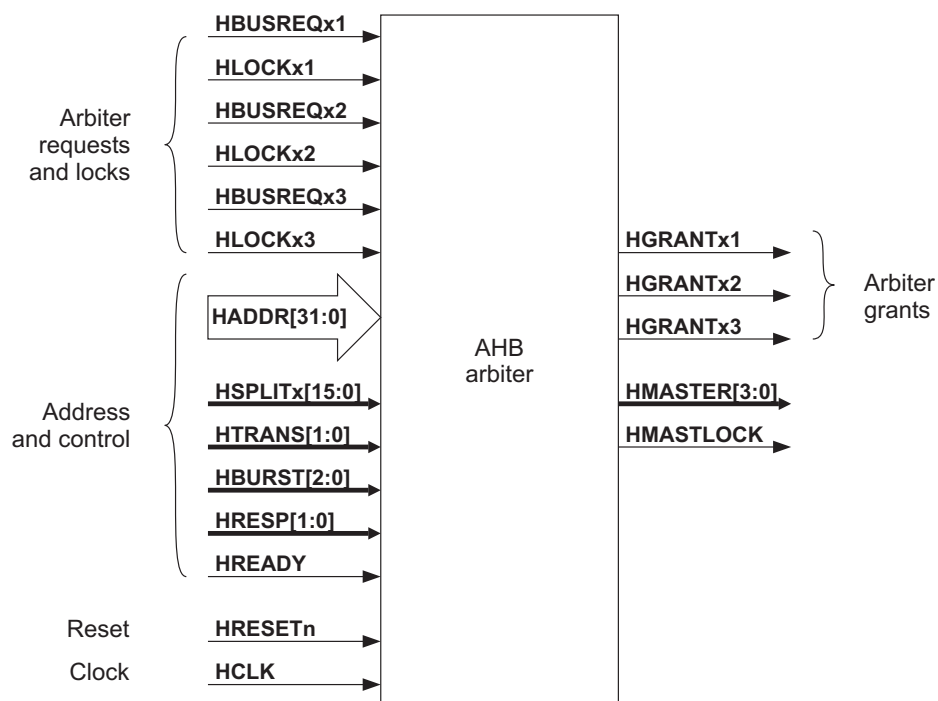 HBUSREQx1
HLOCKx1
HBUSREQx2
HLOCKx2
HBUSREQx3
HLOCKx3
Arbiter
requests
and locks
HADDR[31:0]
HSPLITx[15:0]
HTRANS[1:0]
HBURST[2:0]
HRESP[1:0]
HREADY
Address
and control
Reset
HRESETn
Clock
HCLK
AHB
arbiter
HGRANTx1
HGRANTx2
HGRANTx3
Arbiter
grants
HMASTER[3:0]
HMASTLOCK